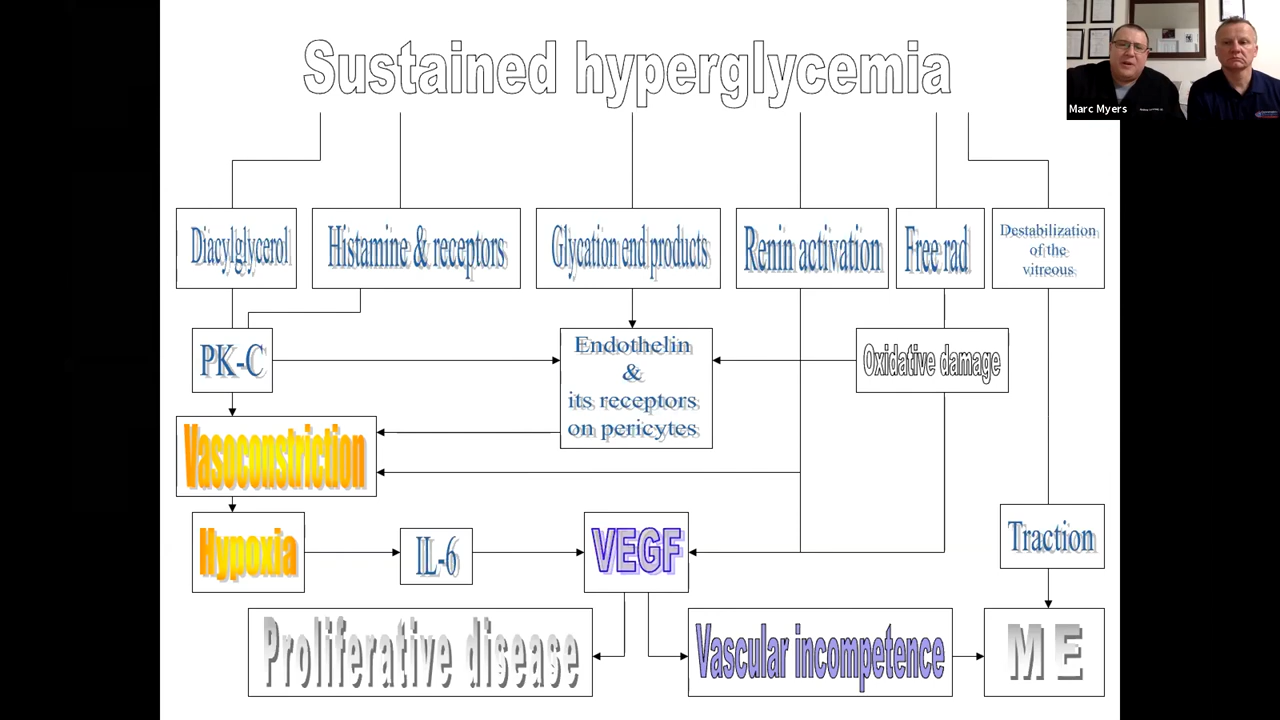 Sustained hyperglycemia
Marc Myers
Diacylglycerol
Histamine & receptors
Glycation end products
Renin activation
Free rad
Destabilization
of the
vitreous
PK-C
Endothelin
&
its receptors
on pericytes
Oxidative damage
Vasoconstriction
Hypoxia
IL-6
VEGF
Traction
Proliferative disease
Vascular incompetence
ME